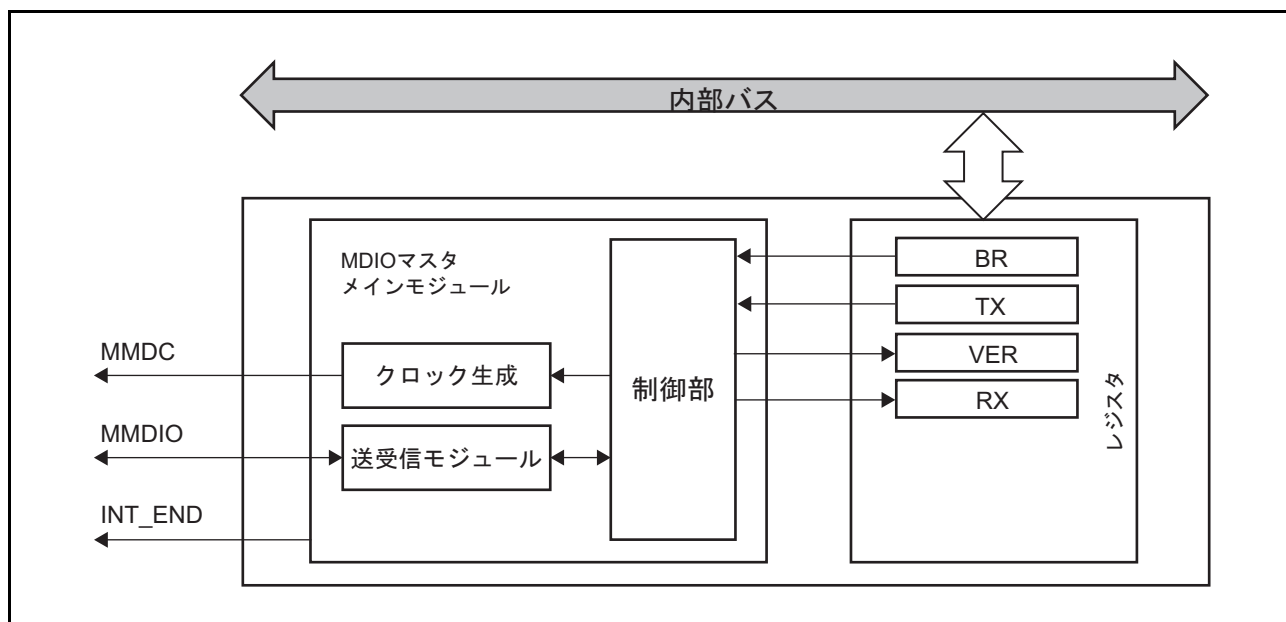 内部バス
MDIOマスタ
メインモジュール
BR
TX
VER
RX
レジスタ
制御部
クロック生成
送受信モジュール
MMDC
MMDIO
INT_END